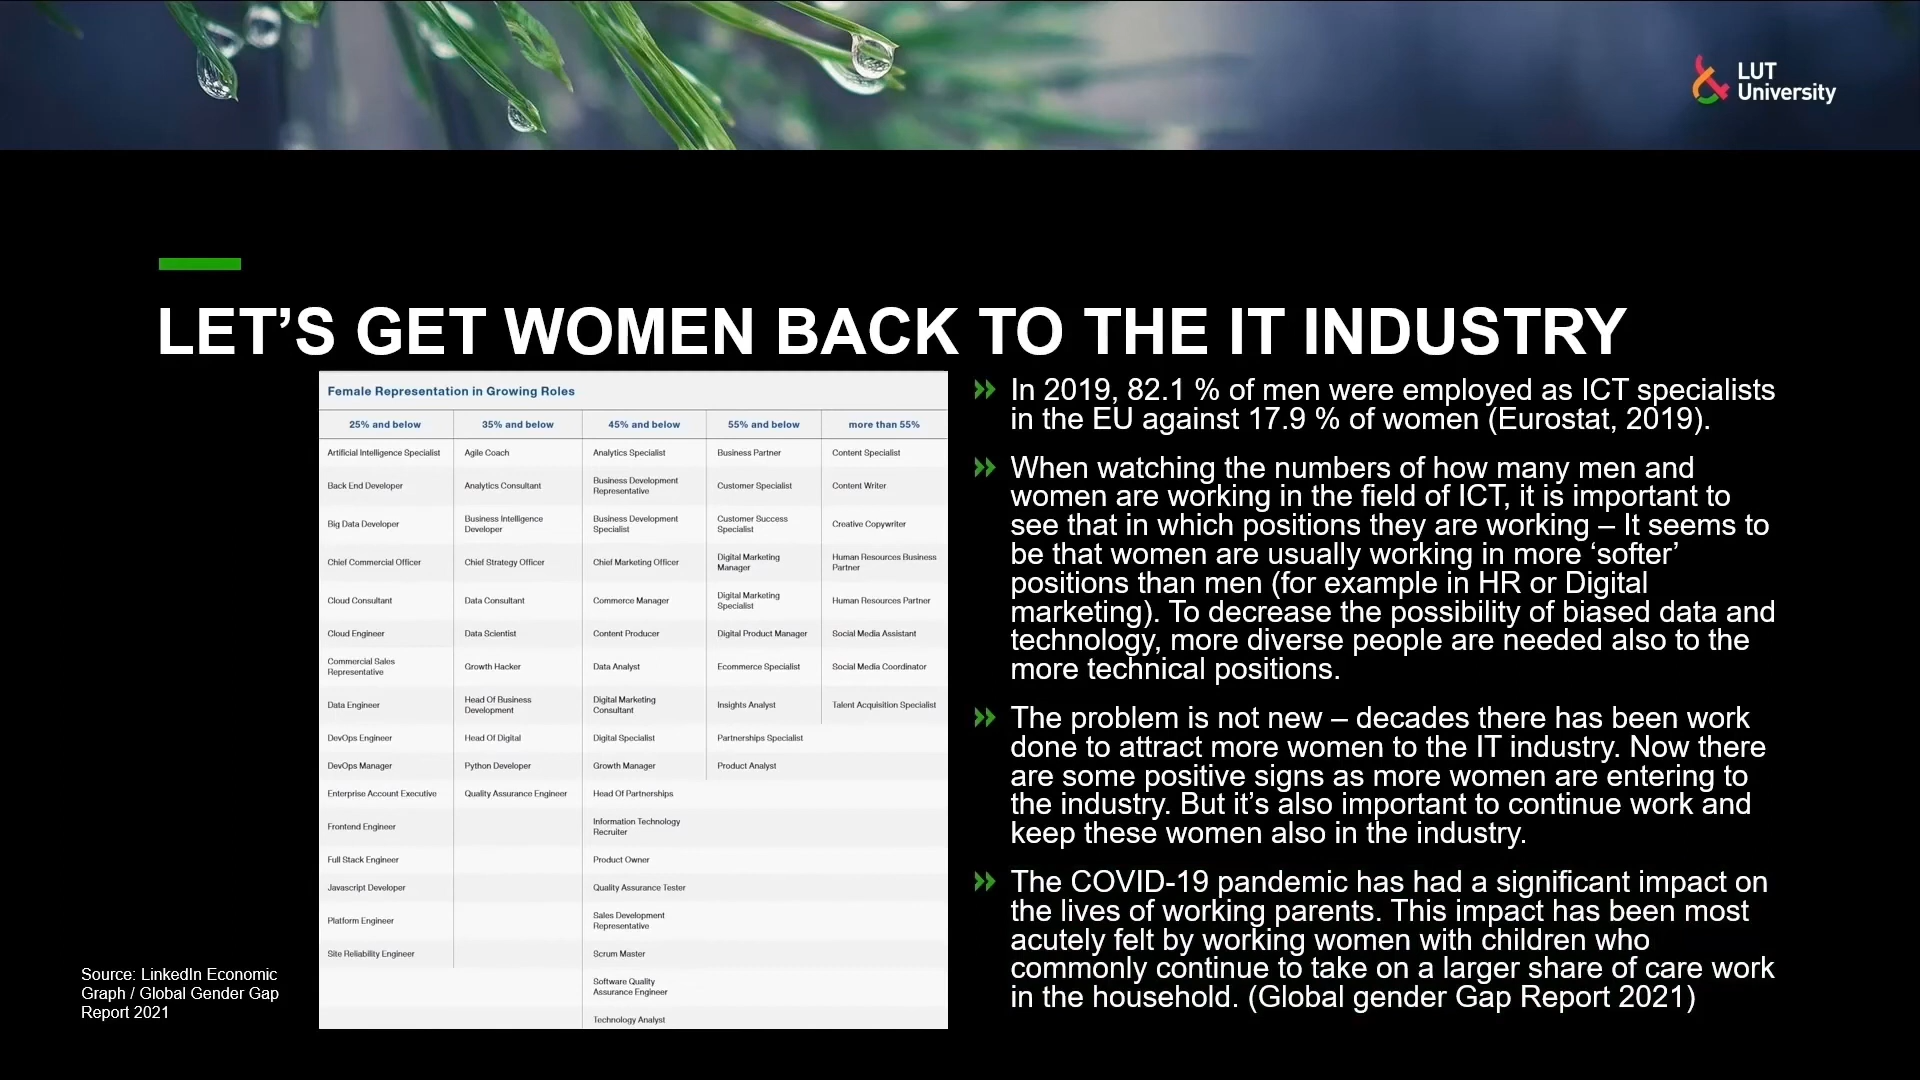 LUT
University
LET’S GET WOMEN BACK TO THE IT INDUSTRY
Female Representation in Growing Roles
25% and below
35% and below
45% and below
55% and below
more than 55%
Artificial Intelligence Specialist
Agile Coach
Analytics Specialist
Business Partner
Content Specialist
Back End Developer
Analytics Consultant
Business Development
Representative
Customer Specialist
Content Writer
Big Data Developer
Business Intelligence
Developer
Business Development
Specialist
Customer Success
Specialist
Creative Copywriter
Chief Commercial Officer
Chief Strategy Officer
Chief Marketing Officer
Digital Marketing
Manager
Human Resources Business
Partner
Cloud Consultant
Data Consultant
Commerce Manager
Digital Marketing
Specialist
Human Resources Partner
Cloud Engineer
Data Scientist
Content Producer
Digital Product Manager
Social Media Assistant
Commercial Sales
Representative
Growth Hacker
Data Analyst
Ecommerce Specialist
Social Media Coordinator
Data Engineer
Head Of Business
Development
Digital Marketing
Consultant
Insights Analyst
Talent Acquisition Specialist
DevOps Engineer
Head Of Digital
Digital Specialist
Partnerships Specialist
DevOps Manager
Python Developer
Growth Manager
Product Analyst
Enterprise Account Executive
Quality Assurance Engineer
Head Of Partnerships
Frontend Engineer
Information Technology
Recruiter
Full Stack Engineer
Product Owner
Javascript Developer
Quality Assurance Tester
Platform Engineer
Sales Development
Representative
Site Reliability Engineer
Scrum Master
Software Quality
Assurance Engineer
Technology Analyst
Source: LinkedIn Economic
Graph / Global Gender Gap
Report 2021
In 2019, 82.1 % of men were employed as ICT specialists
in the EU against 17.9 % of women (Eurostat, 2019).
When watching the numbers of how many men and
women are working in the field of ICT, it is important to
see that in which positions they are working – It seems to
be that women are usually working in more ‘softer’
positions than men (for example in HR or Digital
marketing). To decrease the possibility of biased data and
technology, more diverse people are needed also to the
more technical positions.
The problem is not new – decades there has been work
done to attract more women to the IT industry. Now there
are some positive signs as more women are entering to
the industry. But it’s also important to continue work and
keep these women also in the industry.
The COVID-19 pandemic has had a significant impact on
the lives of working parents. This impact has been most
acutely felt by working women with children who
commonly continue to take on a larger share of care work
in the household. (Global gender Gap Report 2021)